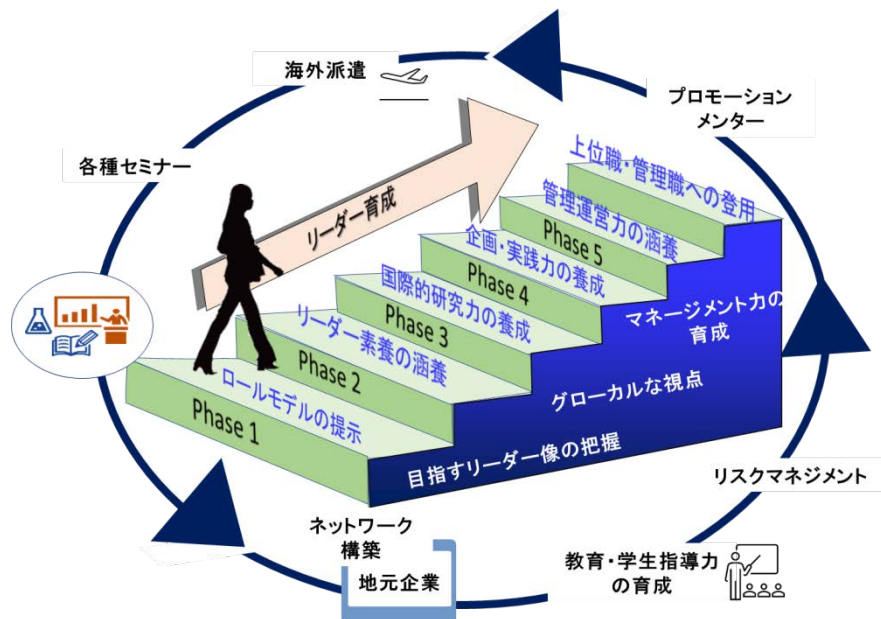 海外派遣
プロモーション
メンター
各種セミナー
リーダー育成
上位職・管理職への登用
管理運営力の涵養
Phase 5
企画・実践力の養成
Phase 4
国際的研究力の養成
Phase 3
リーダー素養の涵養
Phase 2
ロールモデルの提示
Phase 1
マネージメント力の
育成
グローカルな視点
目指すリーダー像の把握
リスクマネジメント
ネットワーク
構築
地元企業
教育・学生指導力
の育成